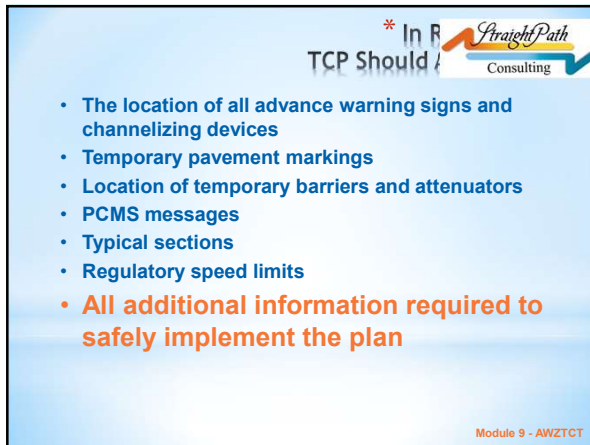 * In
TCP Should
StraightPath
Consulting
• The location of all advance warning signs and
channelizing devices
• Temporary pavement markings
• Location of temporary barriers and attenuators
• PCMS messages
• Typical sections
• Regulatory speed limits
• All additional information required to
safely implement the plan
Module 9 - AWZTCT